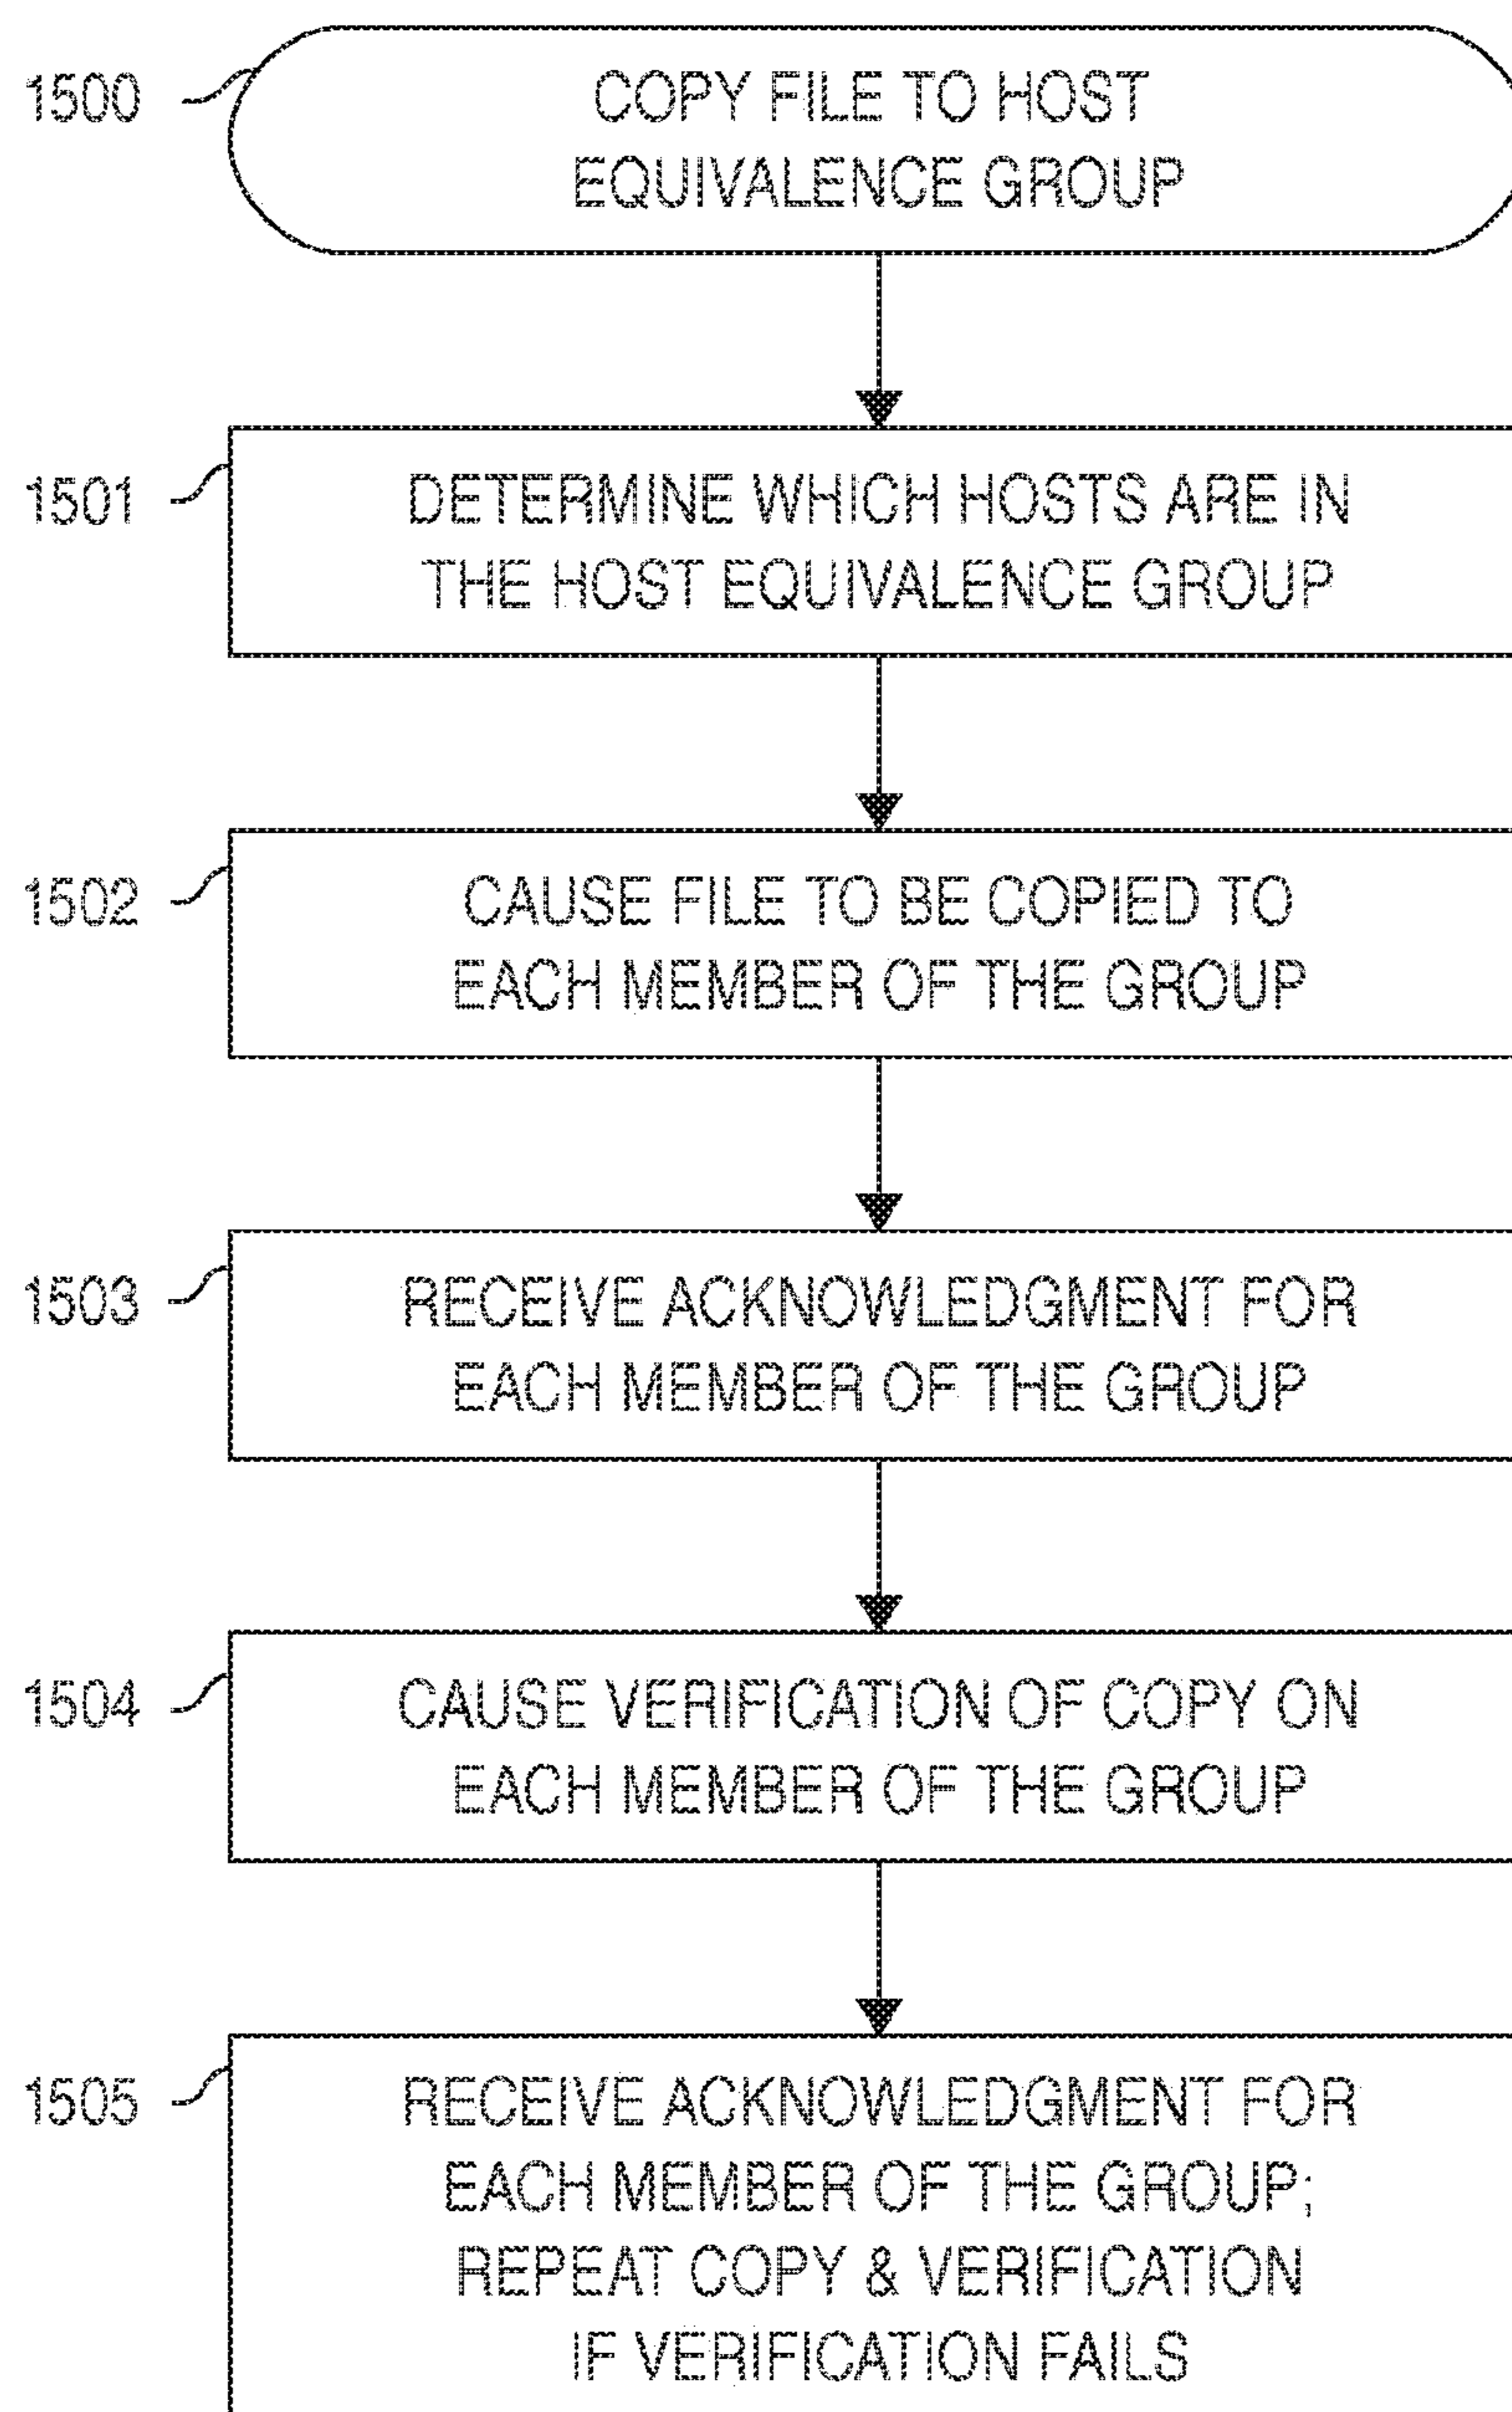 1500
COPY FILE TO HOST
EQUIVALENCE GROUP
1501
DETERMINE WHICH HOSTS ARE IN
THE HOST EQUIVALENCE GROUP
1502
CAUSE FILE TO BE COPIED TO
EACH MEMBER OF THE GROUP
1503
RECEIVE ACKNOWLEDGMENT FOR
EACH MEMBER OF THE GROUP
1504
CAUSE VERIFICATION OF COPY ON
EACH MEMBER OF THE GROUP
1505
RECEIVE ACKNOWLEDGMENT FOR
EACH MEMBER OF THE GROUP;
REPEAT COPY & VERIFICATION
IF VERIFICATION FAILS